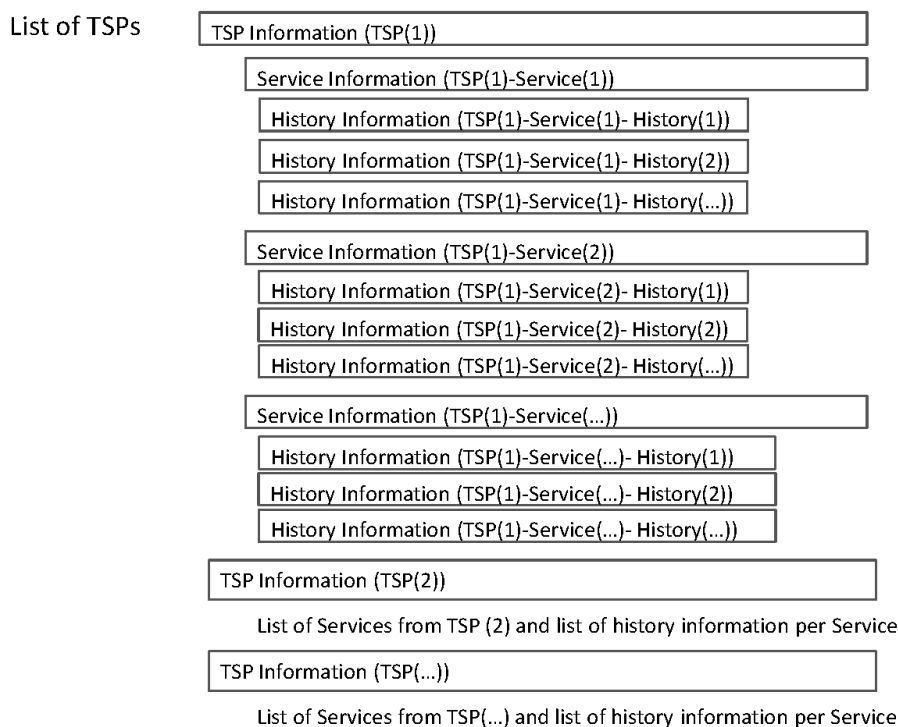 List of TSPs
TSP Information (TSP(1))
Service Information (TSP(1)-Service(1))
History Information (TSP(1)-Service(1)- History(1))
History Information (TSP(1)-Service(1)- History(2))
History Information (TSP(1)-Service(1)- History(...))
Service Information (TSP(1)-Service(2))
History Information (TSP(1)-Service(2)- History(1))
History Information (TSP(1)-Service(2)- History(2))
History Information (TSP(1)-Service(2)- History(...))
Service Information (TSP(1)-Service(...))
History Information (TSP(1)-Service(...)- History(1))
History Information (TSP(1)-Service(...)- History(2))
History Information (TSP(1)-Service(...)- History(...))
TSP Information (TSP(2))
List of Services from TSP (2) and list of history information per Service
TSP Information (TSP(...))
List of Services from TSP(...) and list of history information per Service